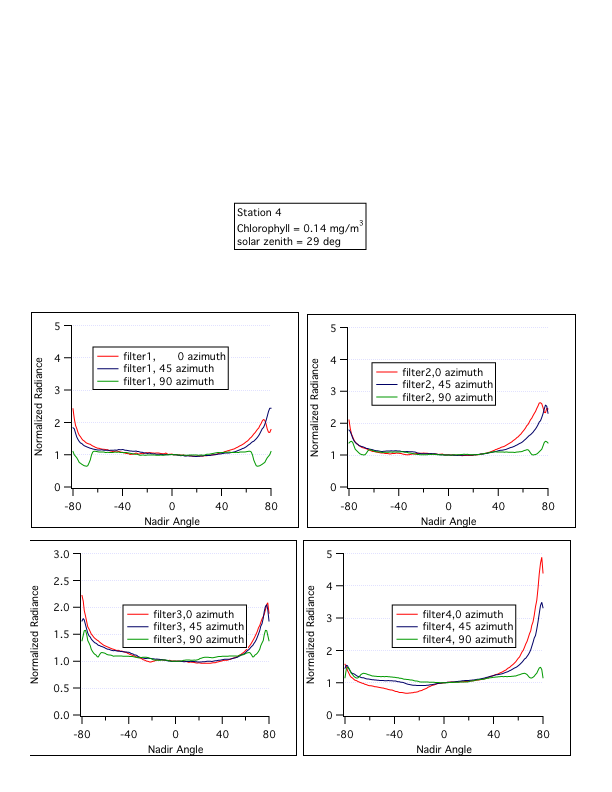 Station 4
Chlorophyll = 0.14 mg/m3
solar zenith = 29 deg
5
4
3
2
1
0
Normalized Radiance
filter1, 0 azimuth
filter1, 45 azimuth
filter1, 90 azimuth
-80 -40 0 40 80
Nadir Angle
5
4
3
2
1
0
Normalized Radiance
filter2,0 azimuth
filter2, 45 azimuth
filter2, 90 azimuth
-80 -40 0 40 80
Nadir Angle
3.0
2.5
2.0
1.5
1.0
0.5
0.0
Normalized Radiance
filter3,0 azimuth
filter3, 45 azimuth
filter3, 90 azimuth
-80 -40 0 40 80
Nadir Angle
5
4
3
2
1
0
Normalized Radiance
filter4,0 azimuth
filter4, 45 azimuth
filter4, 90 azimuth
-80 -40 0 40 80
Nadir Angle